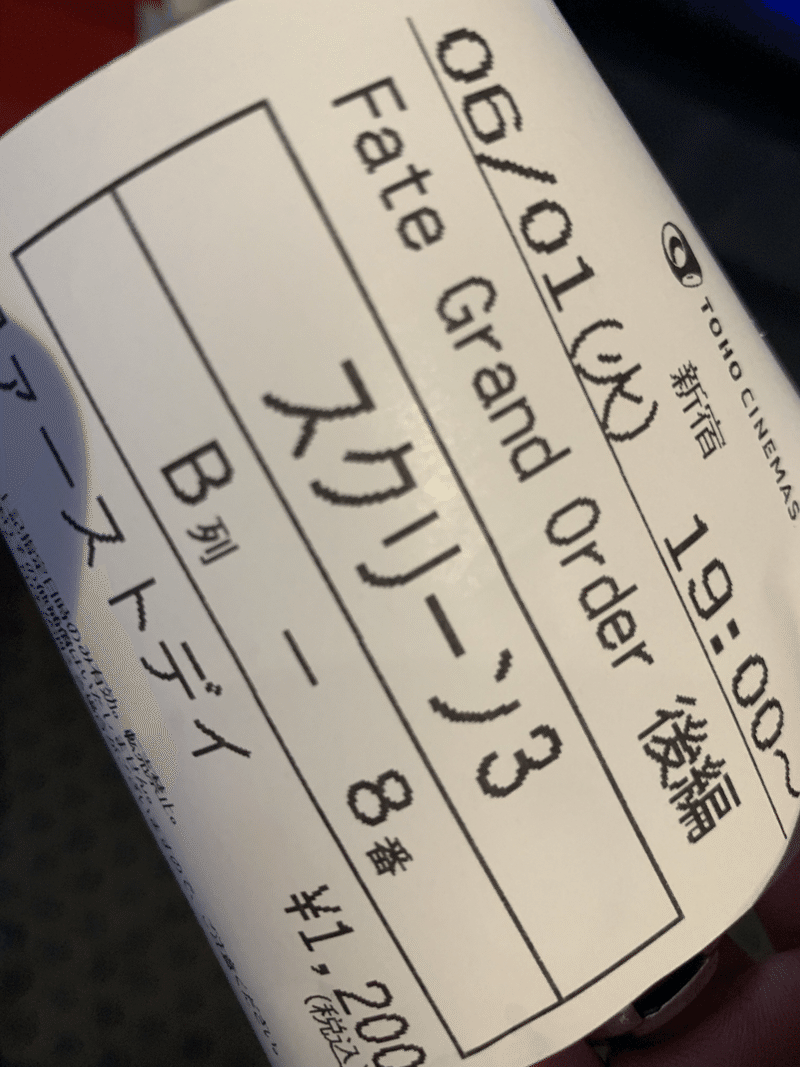 TOHO CINEMAS
新宿
06/01(火) 19:00~
Fate Grand Order 後編
スクリーン3
B列 - 8番
ファーストデイ ¥1,200
(税込